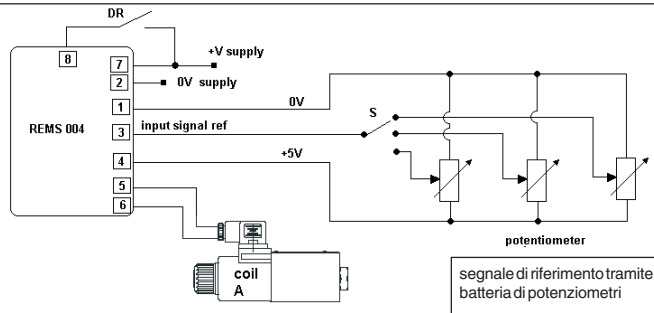 DR
8
7
+V supply
2
0V supply
1
0V
S
REMS 004
3
input signal ref
4
+5V
5
6
potentiometer
coil
A
segnale di riferimento tramite
batteria di potenziometri